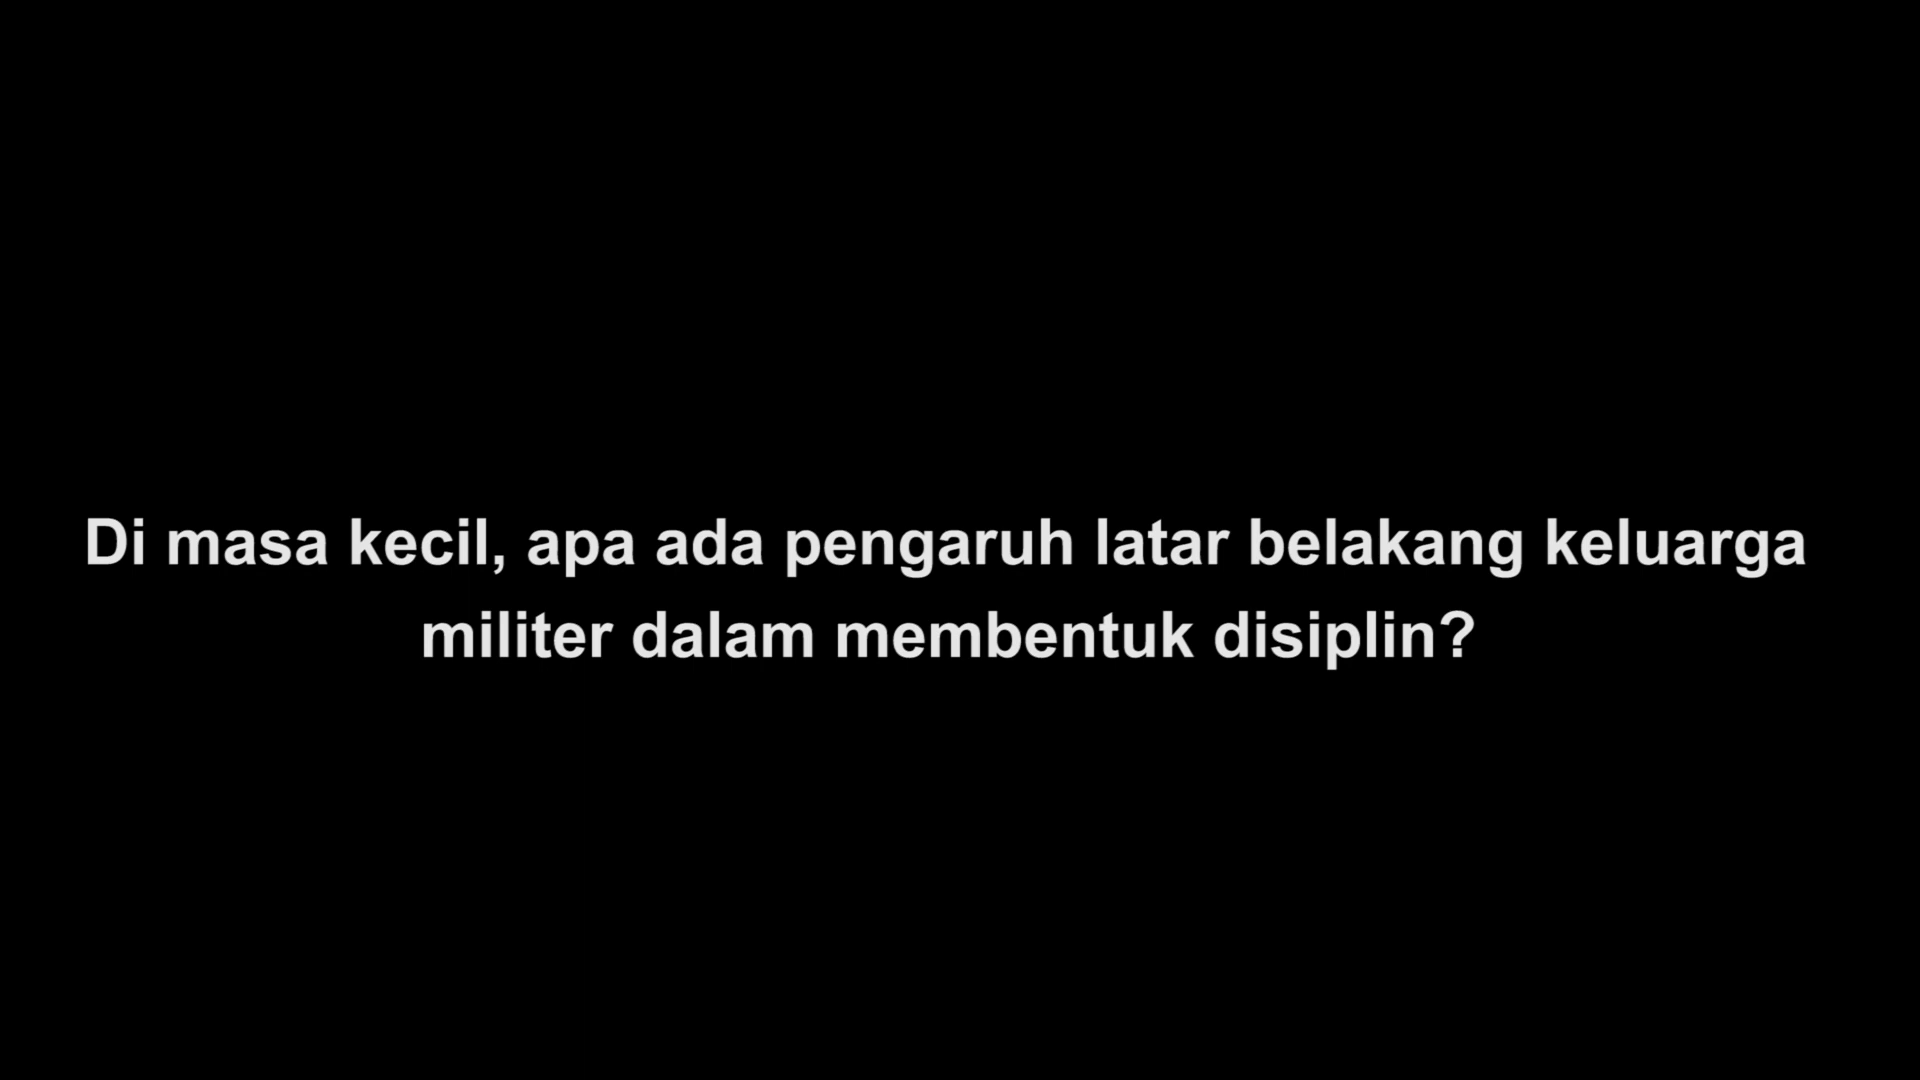 Di masa kecil, apa ada pengaruh latar belakang keluarga
militer dalam membentuk disiplin?